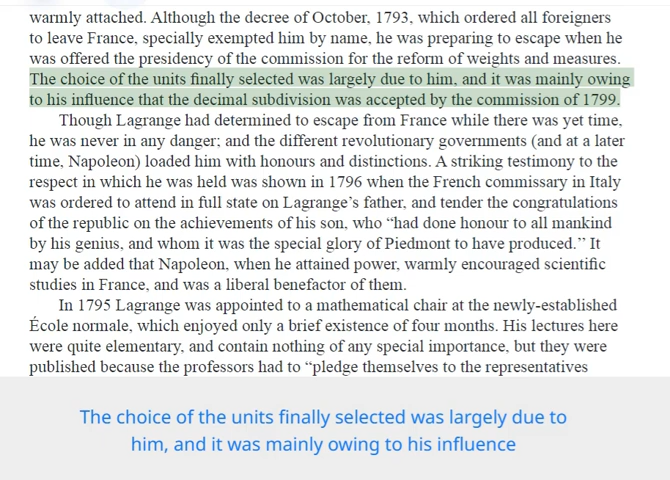 warmly attached. Although the decree of October, 1793, which ordered all foreigners
to leave France, specially exempted him by name, he was preparing to escape when he
was offered the presidency of the commission for the reform of weights and measures.
The choice of the units finally selected was largely due to him, and it was mainly owing
to his influence that the decimal subdivision was accepted by the commission of 1799.
Though Lagrange had determined to escape from France while there was yet time,
he was never in any danger; and the different revolutionary governments (and at a later
time, Napoleon) loaded him with honours and distinctions. A striking testimony to the
respect in which he was held was shown in 1796 when the French commissary in Italy
was ordered to attend in full state on Lagrange’s father, and tender the congratulations
of the republic on the achievements of his son, who “had done honour to all mankind
by his genius, and whom it was the special glory of Piedmont to have produced.” It
may be added that Napoleon, when he attained power, warmly encouraged scientific
studies in France, and was a liberal benefactor of them.
In 1795 Lagrange was appointed to a mathematical chair at the newly-established
École normale, which enjoyed only a brief existence of four months. His lectures here
were quite elementary, and contain nothing of any special importance, but they were
published because the professors had to “pledge themselves to the representatives
The choice of the units finally selected was largely due to
him, and it was mainly owing to his influence